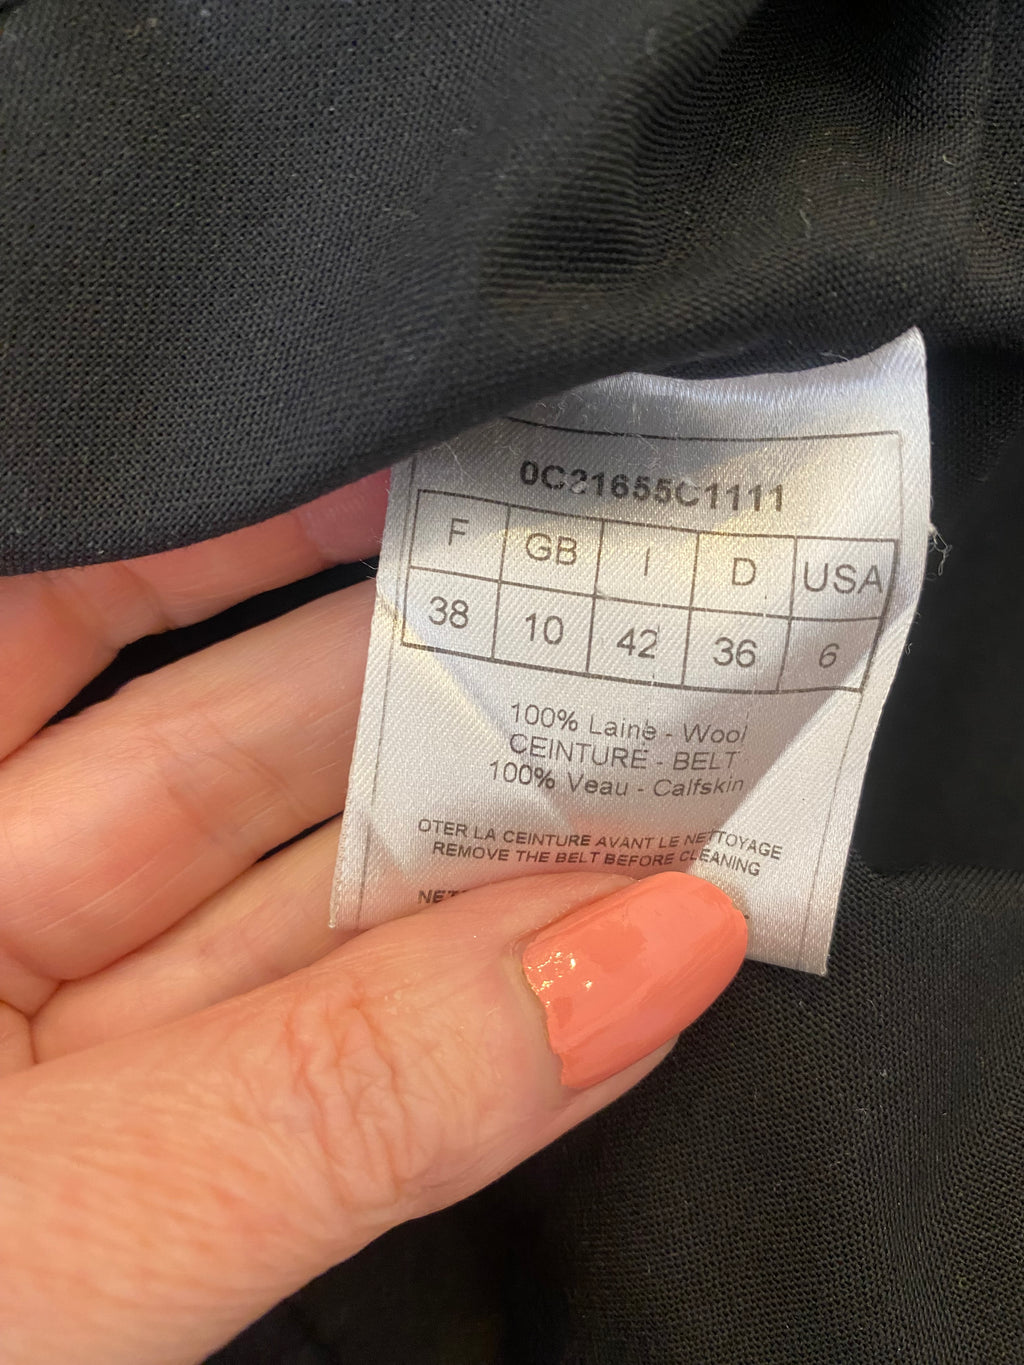 0C21655C1111
F GB I D USA
38 10 42 36 6
100% Laine - Wool
CEINTURE - BELT
100% Veau - Calfskin
OTER LA CEINTURE AVANT LE NETTOYAGE
REMOVE THE BELT BEFORE CLEANING